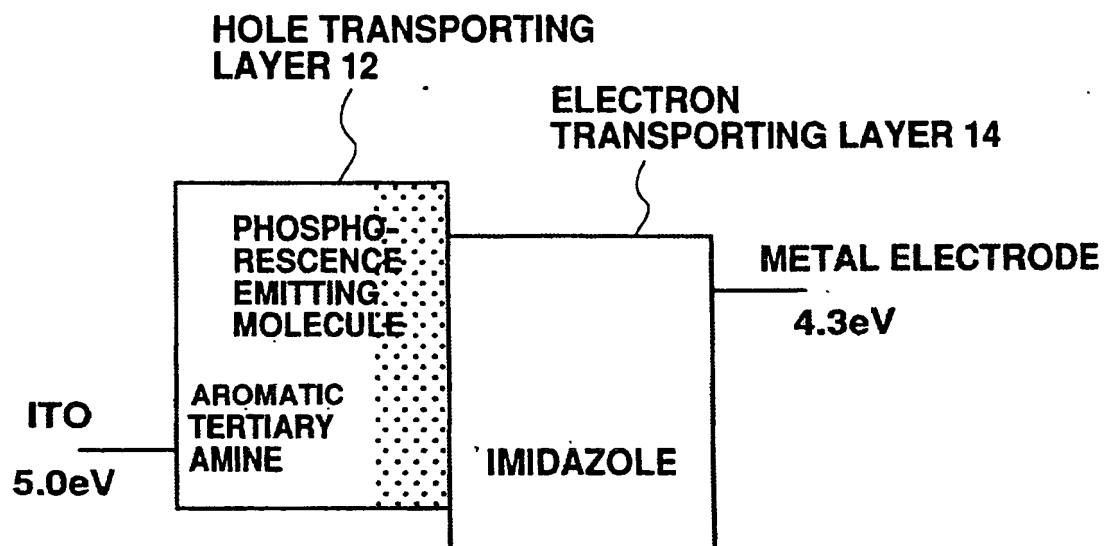 HOLE TRANSPORTING
LAYER 12
ELECTRON
TRANSPORTING LAYER 14
PHOSPHO-
RESCENCE
EMITTING
MOLECULE
METAL ELECTRODE
4.3eV
AROMATIC
TERTIARY
AMINE
ITO
5.0eV
IMIDAZOLE